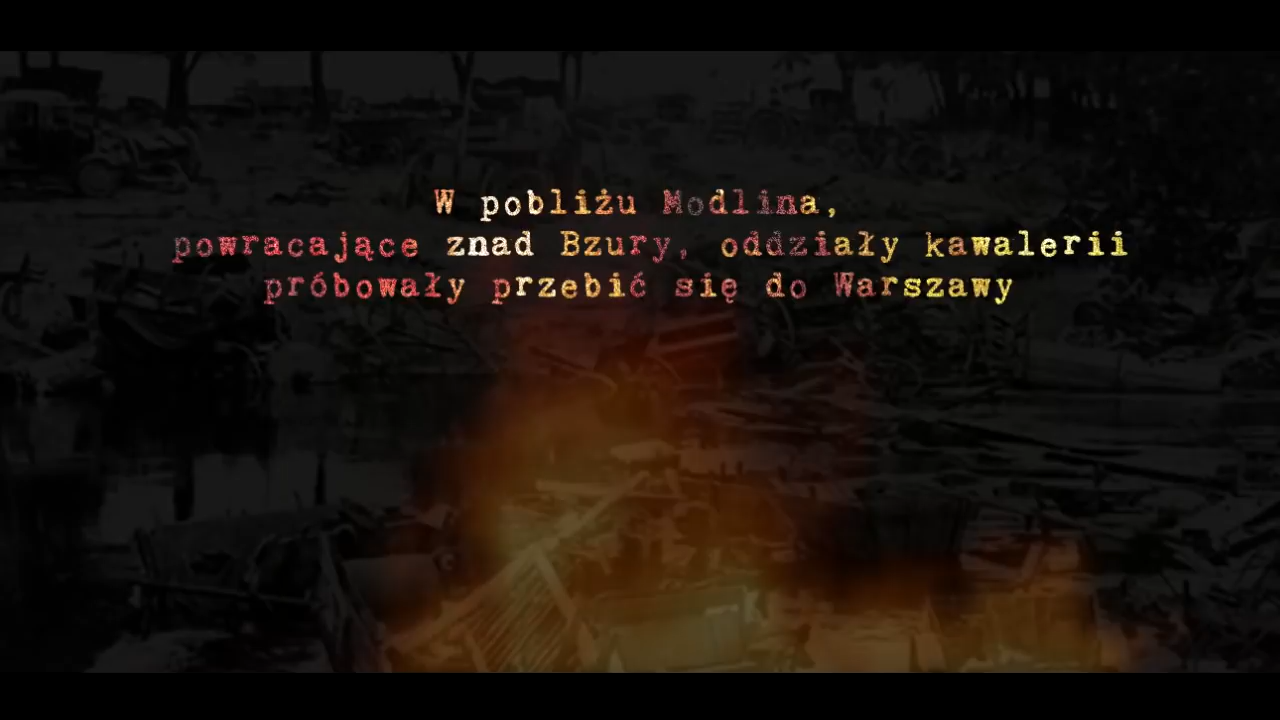 W pobliżu Modlina,
powracające znad Bzury, oddziały kawalerii
próbowały przebić się do Warszawy